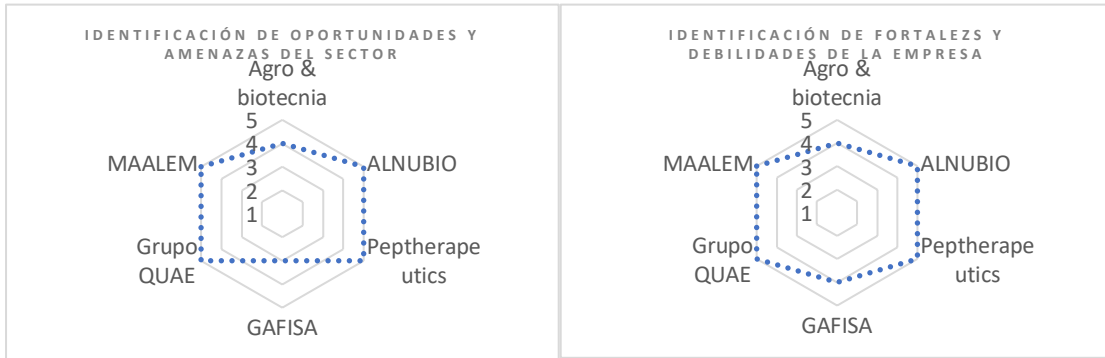 IDENTIFICACIÓN DE OPORTUNIDADES Y
AMENAZAS DEL SECTOR
Agro &
biotecnia
5
4
3
2
1
MAALEM
ALNUBIO
Grupo
QUAE
Peptherape
utics
GAFISA
IDENTIFICACIÓN DE FORTALEZS Y
DEBILIDADES DE LA EMPRESA
Agro &
biotecnia
5
4
3
2
1
MAALEM
ALNUBIO
Grupo
QUAE
Peptherape
utics
GAFISA